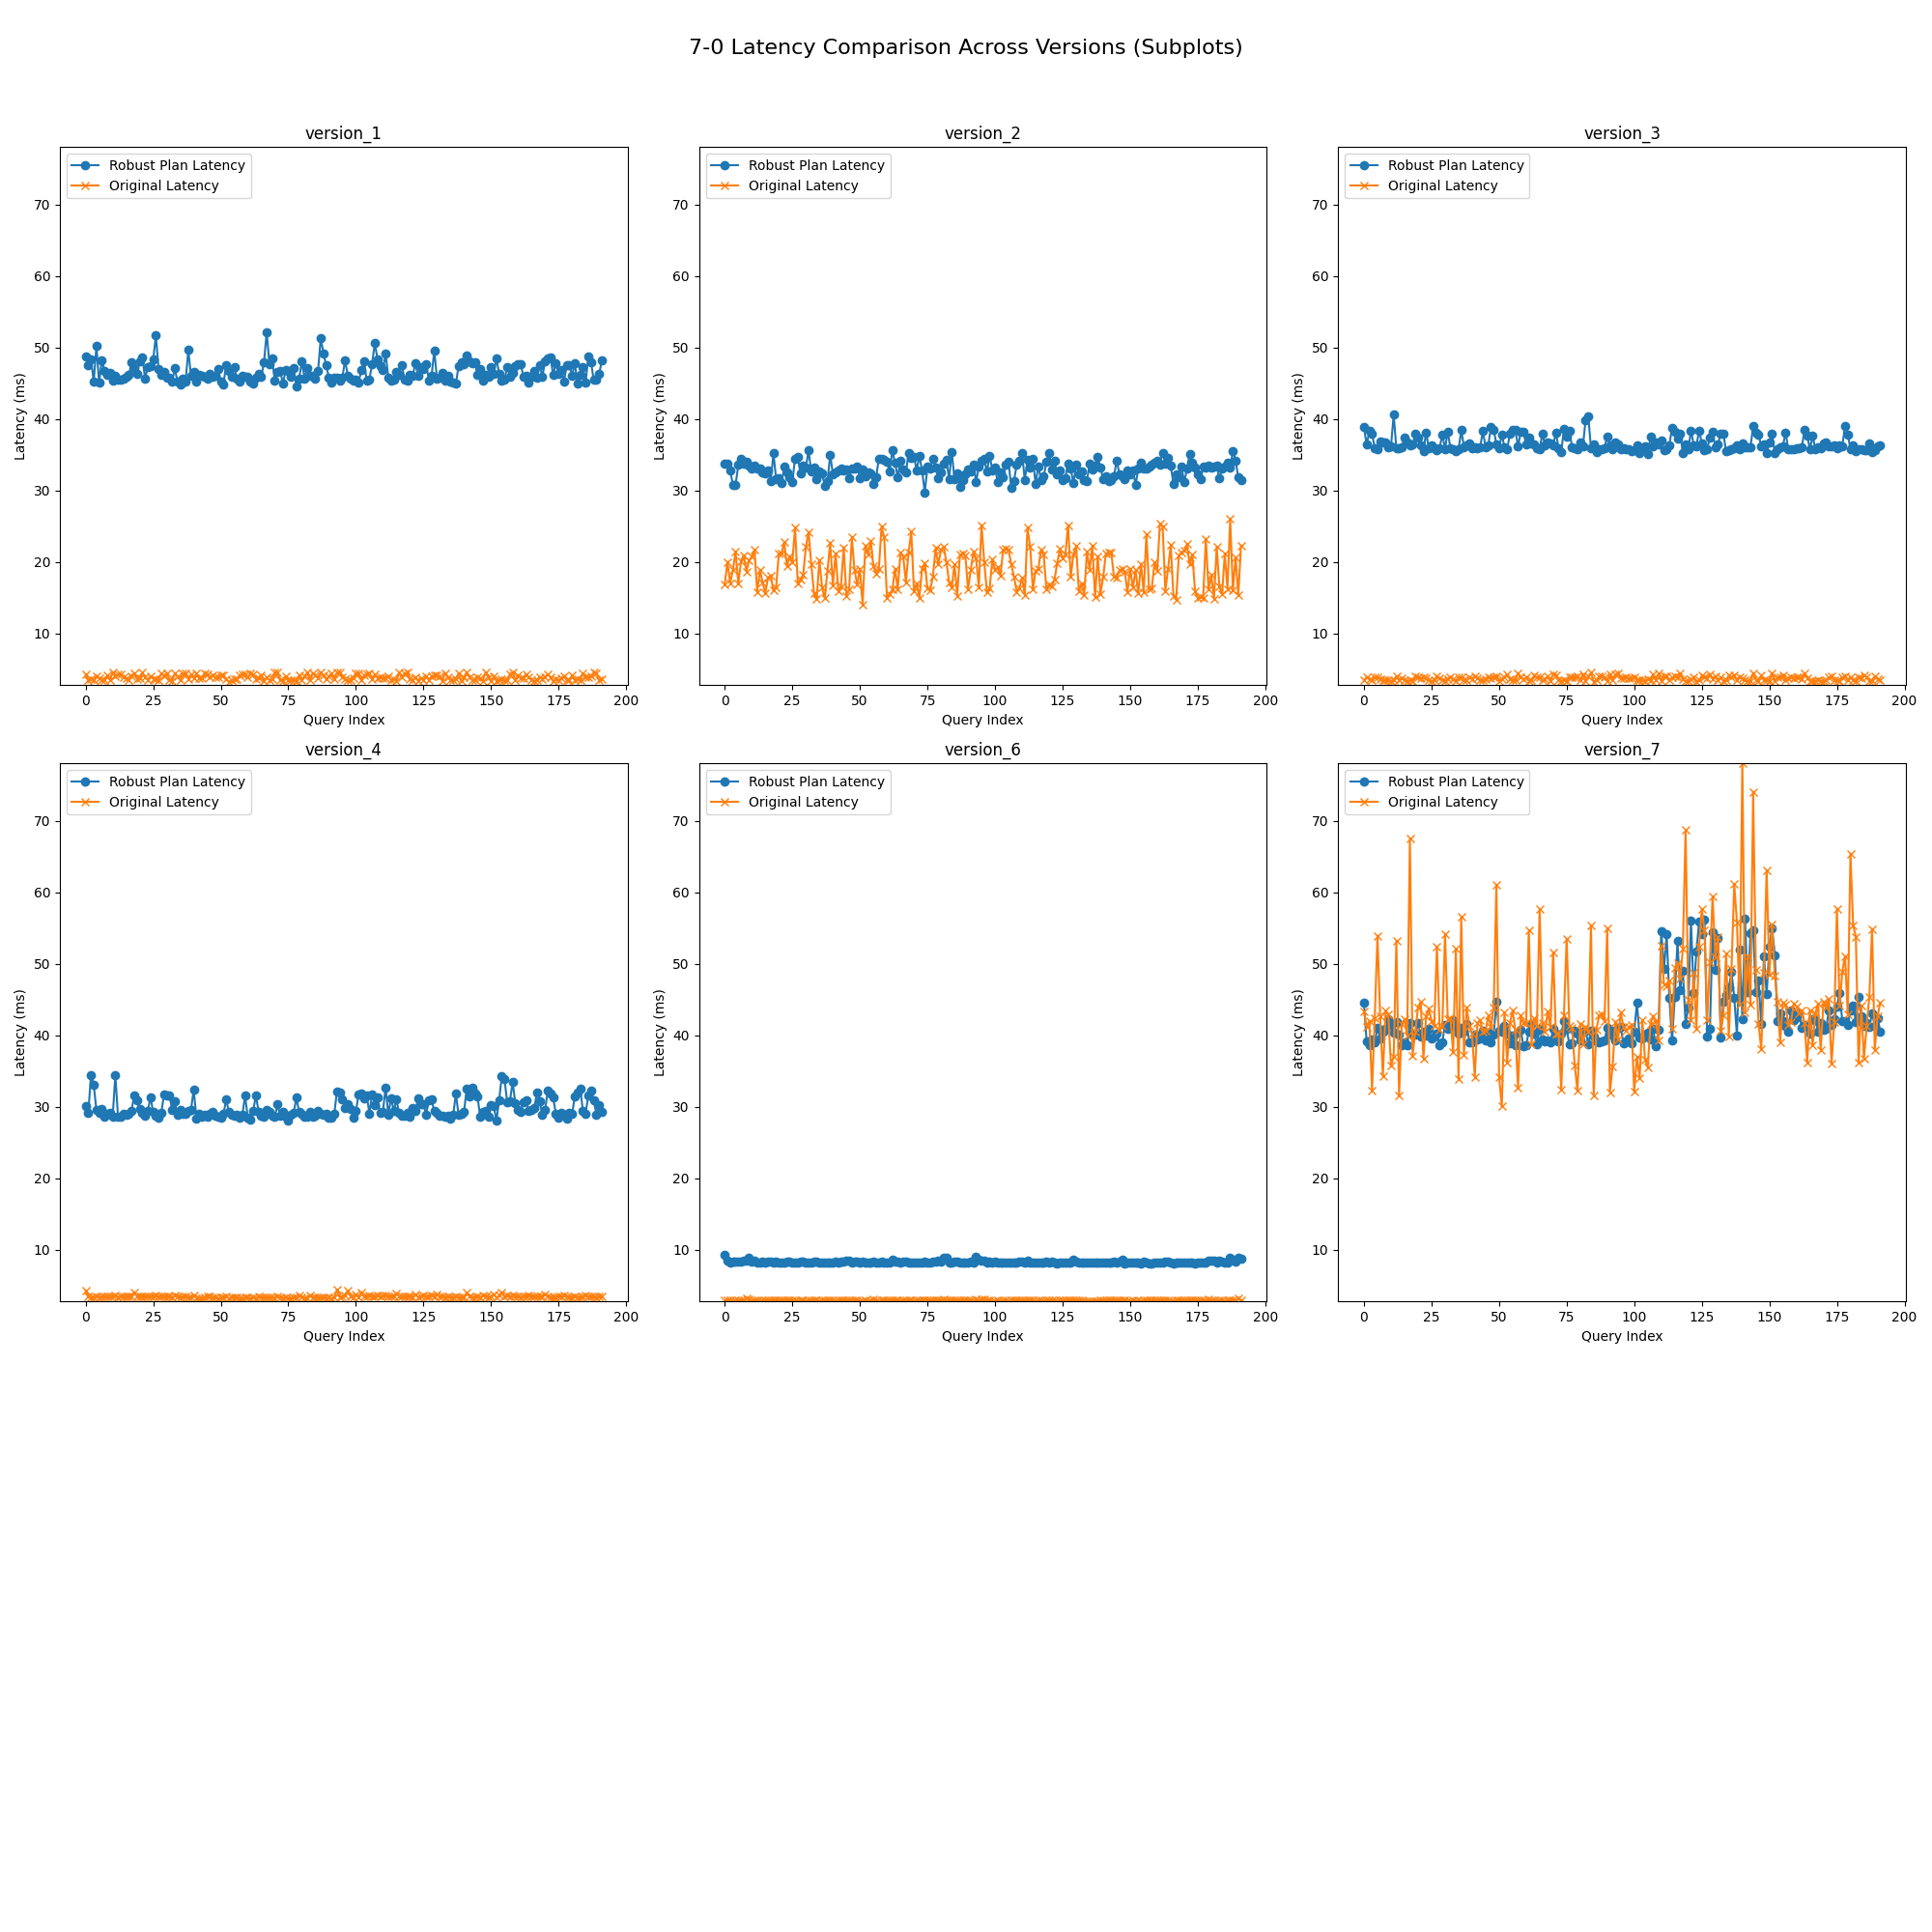 7-0 Latency Comparison Across Versions (Subplots)
version_1
Robust Plan Latency
Original Latency
Latency (ms)
70
60
50
40
30
20
10
0 25 50 75 100 125 150 175 200
Query Index
version_2
Robust Plan Latency
Original Latency
Latency (ms)
70
60
50
40
30
20
10
0 25 50 75 100 125 150 175 200
Query Index
version_3
Robust Plan Latency
Original Latency
Latency (ms)
70
60
50
40
30
20
10
0 25 50 75 100 125 150 175 200
Query Index
version_4
Robust Plan Latency
Original Latency
Latency (ms)
70
60
50
40
30
20
10
0 25 50 75 100 125 150 175 200
Query Index
version_6
Robust Plan Latency
Original Latency
Latency (ms)
70
60
50
40
30
20
10
0 25 50 75 100 125 150 175 200
Query Index
version_7
Robust Plan Latency
Original Latency
Latency (ms)
70
60
50
40
30
20
10
0 25 50 75 100 125 150 175 200
Query Index